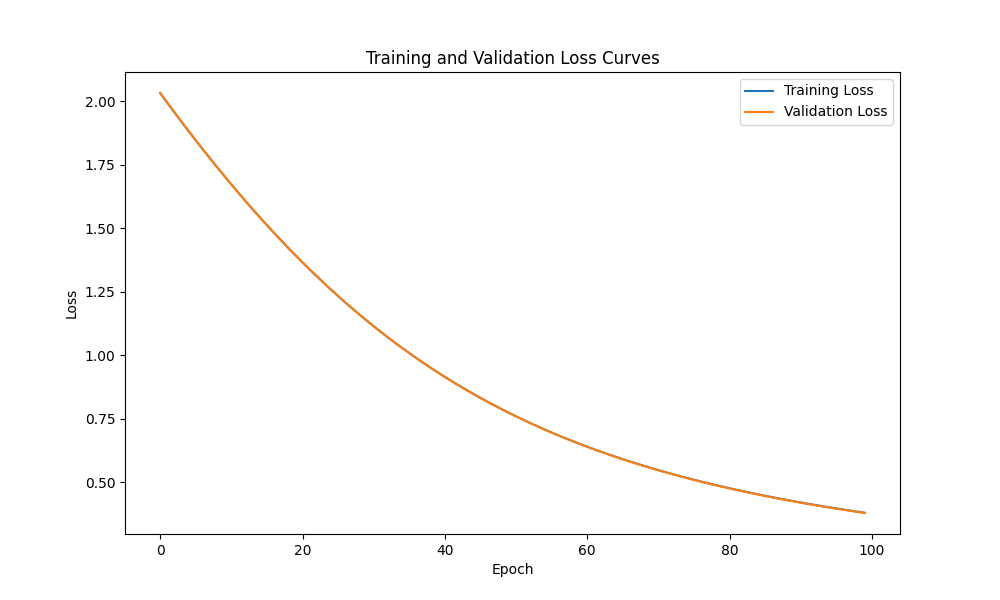 Training and Validation Loss Curves
Training Loss
Validation Loss
2.00
1.75
1.50
1.25
1.00
0.75
0.50
Loss
0
20
40
60
80
100
Epoch